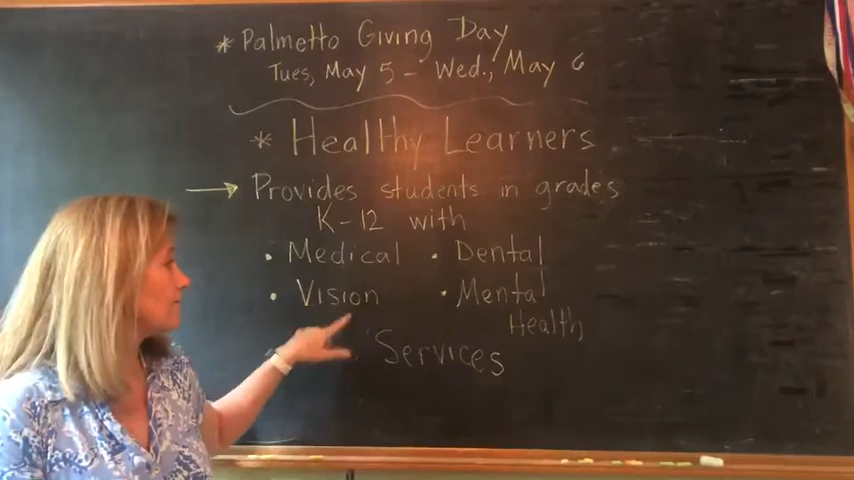 * Palmetto Giving Day
Tues, May 5 - Wed., May 6
* Healthy Learners
→ Provides students in grades
K-12 with
• Medical • Dental
• Vision • Mental
Health
Services